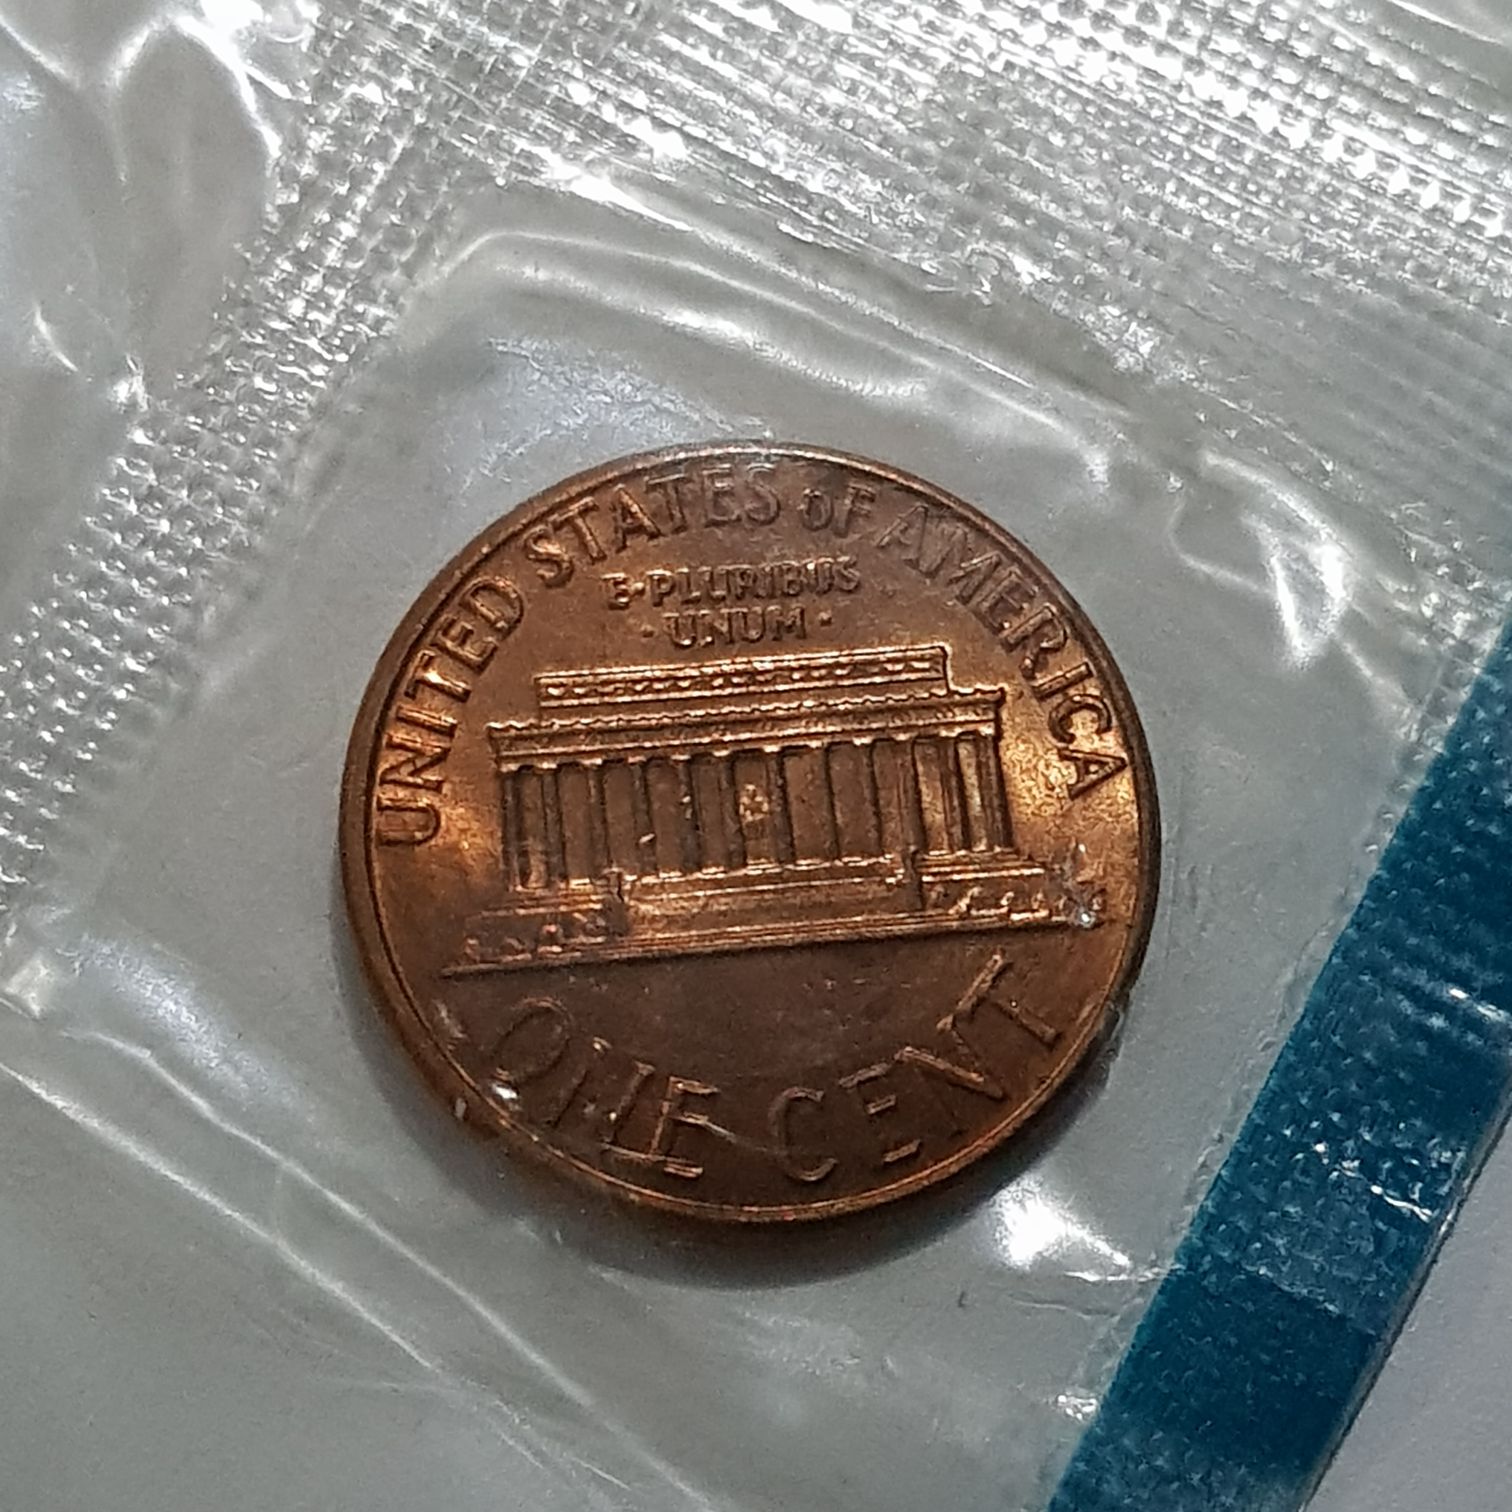 UNITED STATES OF AMERICA
E·PLURIBUS
·UNUM·
ONE CENT